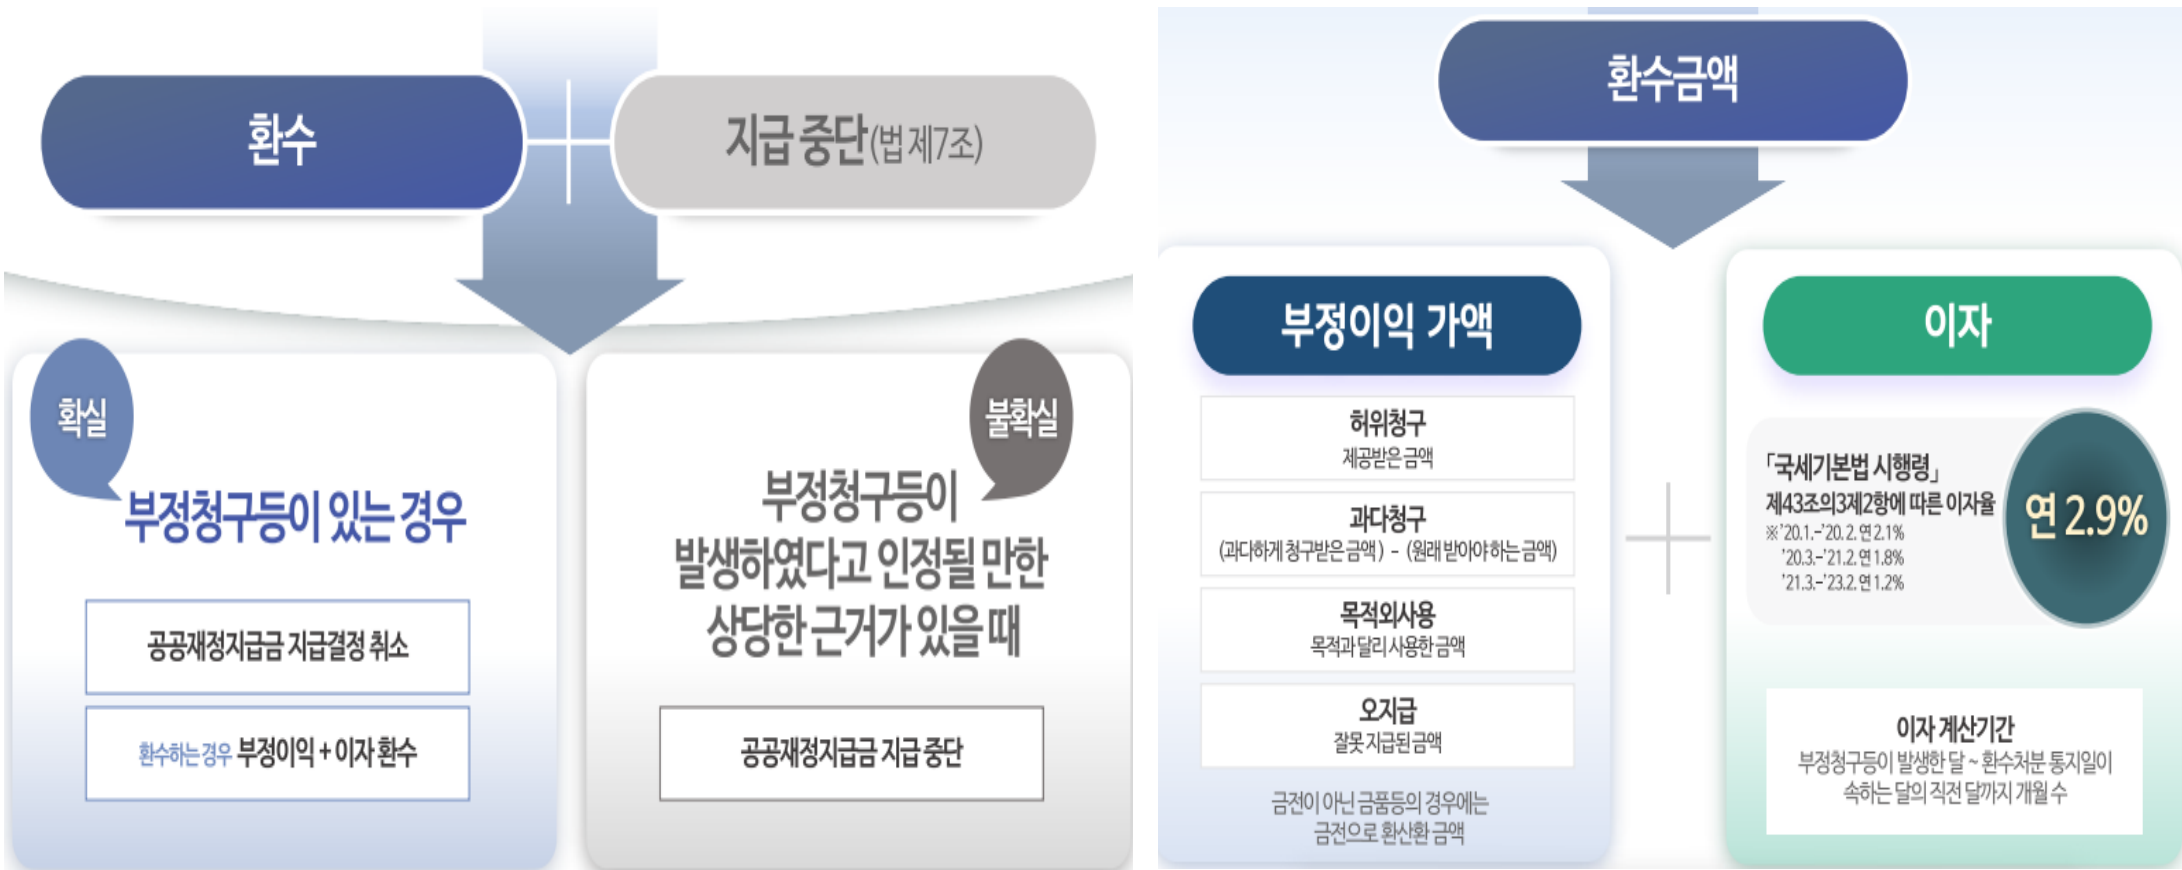 환수
지급 중단(법 제7조)
확실
부정청구등이 있는 경우
공공재정지급금 지급결정 취소
환수하는 경우 부정이익 + 이자 환수
불확실
부정청구등이
발생하였다고 인정될 만한
상당한 근거가 있을 때
공공재정지급금 지급 중단
환수금액
부정이익 가액
허위청구
제공받은 금액
과다청구
(과다하게 청구받은 금액) - (원래 받아야 하는 금액)
목적외사용
목적과 달리 사용한 금액
오지급
잘못 지급된 금액
금전이 아닌 금품등의 경우에는
금전으로 환산환 금액
이자
「국세기본법 시행령」
제43조의3제2항에 따른 이자율
※ '20.1.-'20.2. 연 2.1%
'20.3.-'21.2. 연 1.8%
'21.3.-'23.2. 연 1.2%
연 2.9%
이자 계산기간
부정청구등이 발생한 달 ~ 환수처분 통지일이
속하는 달의 직전 달까지 개월 수